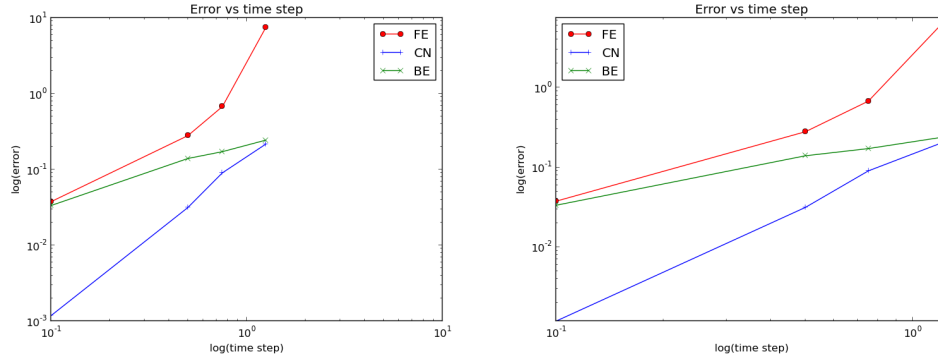 Error vs time step
10^1
10^0
10^-1
10^-2
10^-3
log(error)
FE
CN
BE
10^-1
10^0
10^1
log(time step)
Error vs time step
10^0
10^-1
10^-2
log(error)
FE
CN
BE
10^-1
10^0
log(time step)